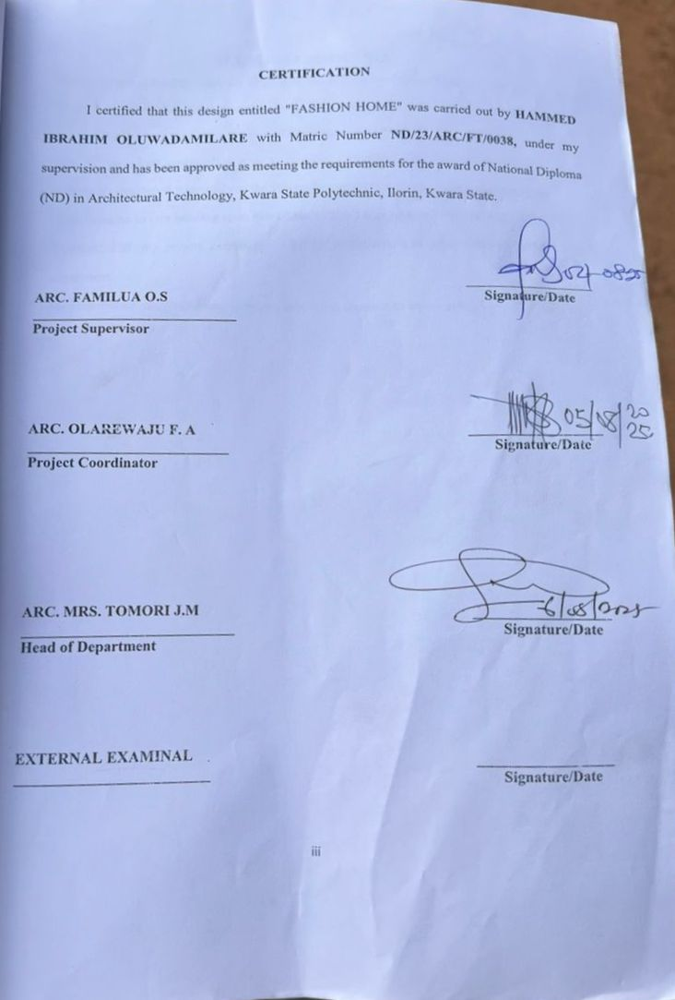 CERTIFICATION
I certified that this design entitled "FASHION HOME" was carried out by HAMMED
IBRAHIM OLUWADAMILARE with Matric Number ND/23/ARC/FT/0038, under my
supervision and has been approved as meeting the requirements for the award of National Diploma
(ND) in Architectural Technology, Kwara State Polytechnic, Ilorin, Kwara State.
ARC. FAMILUA O.S
Project Supervisor
Signature/Date
ARC. OLAREWAJU F. A
Project Coordinator
05/08/2025
Signature/Date
ARC. MRS. TOMORI J.M
Head of Department
6/08/2025
Signature/Date
EXTERNAL EXAMINAL
Signature/Date
iii